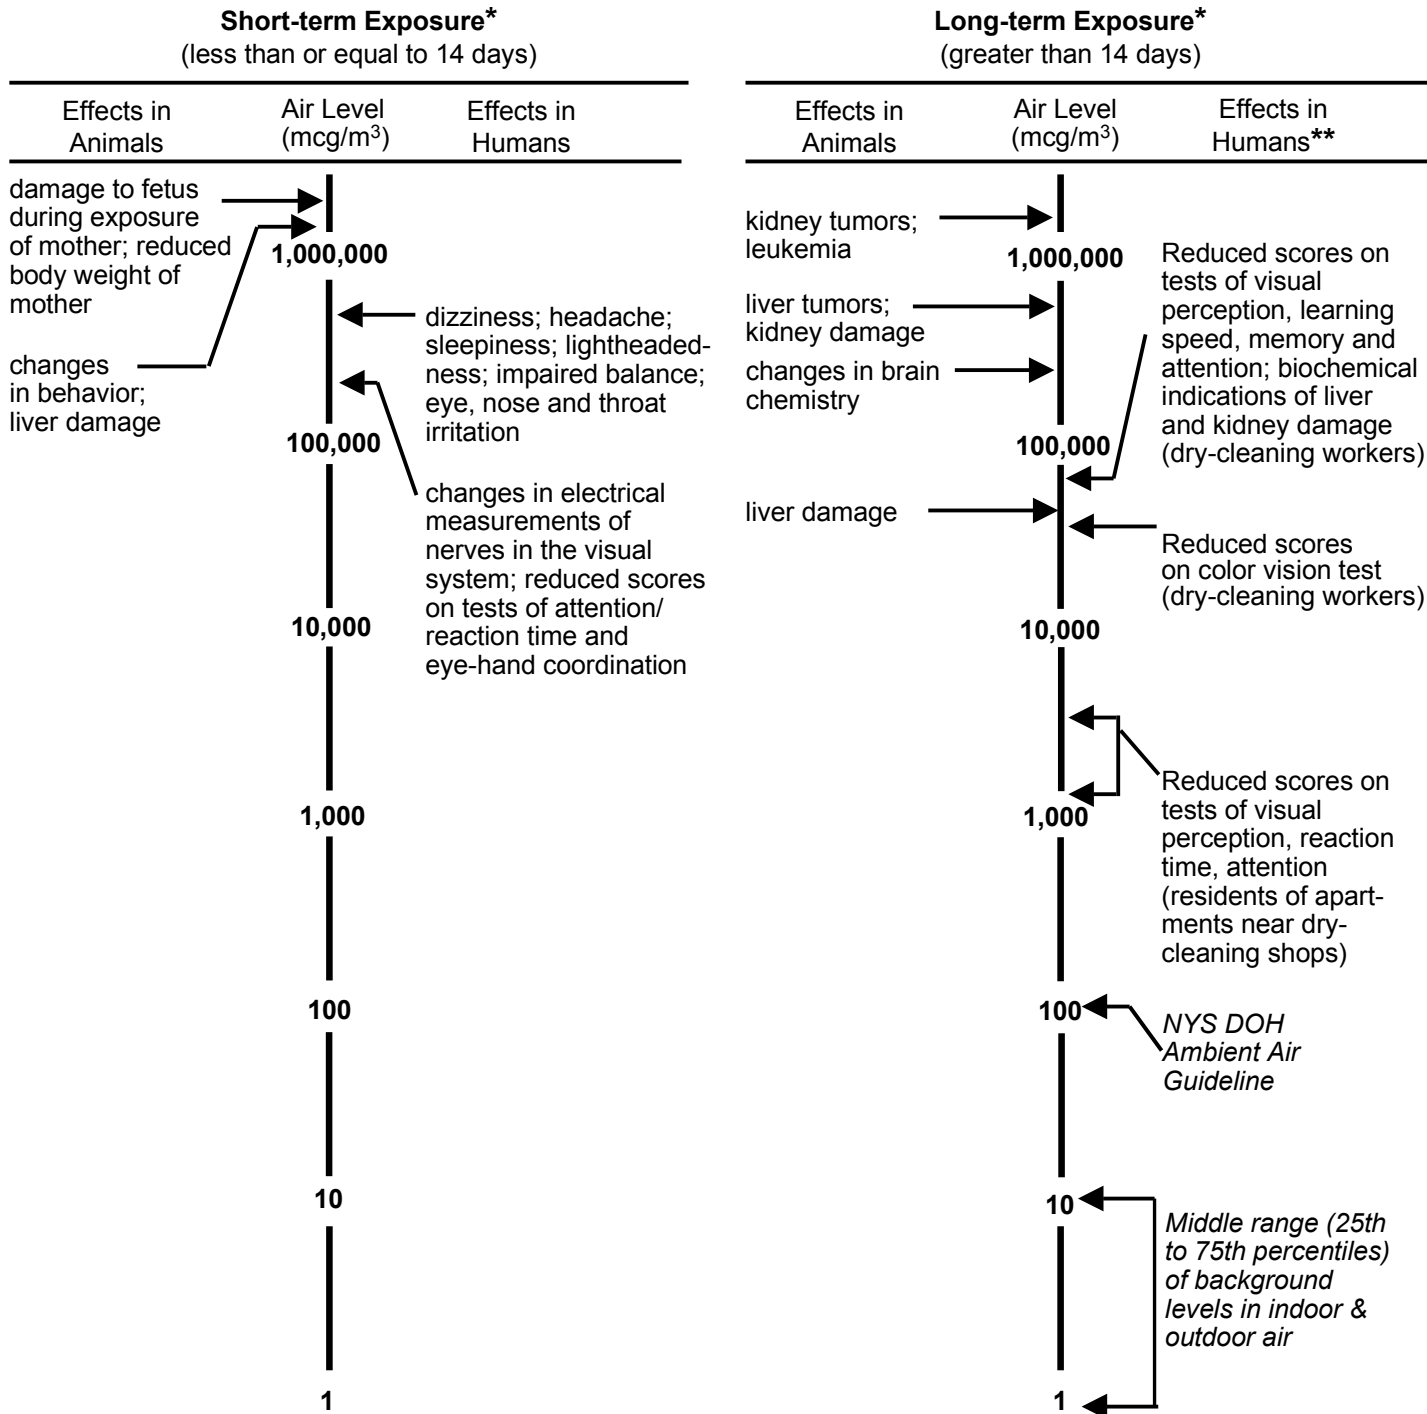 Short-term Exposure*
(less than or equal to 14 days)
Effects in
Animals
Air Level
(mcg/m³)
Effects in
Humans
damage to fetus
during exposure
of mother; reduced
body weight of
mother
changes
in behavior;
liver damage
1,000,000
100,000
10,000
1,000
100
10
1
dizziness; headache;
sleepiness; lightheaded-
ness; impaired balance;
eye, nose and throat
irritation
changes in electrical
measurements of
nerves in the visual
system; reduced scores
on tests of attention/
reaction time and
eye-hand coordination
Long-term Exposure*
(greater than 14 days)
Effects in
Animals
Air Level
(mcg/m³)
Effects in
Humans**
kidney tumors;
leukemia
liver tumors;
kidney damage
changes in brain
chemistry
liver damage
1,000,000
100,000
10,000
1,000
100
10
1
Reduced scores on
tests of visual
perception, learning
speed, memory and
attention; biochemical
indications of liver
and kidney damage
(dry-cleaning workers)
Reduced scores
on color vision test
(dry-cleaning workers)
Reduced scores on
tests of visual
perception, reaction
time, attention
(residents of apart-
ments near dry-
cleaning shops)
NYS DOH
Ambient Air
Guideline
Middle range (25th
to 75th percentiles)
of background
levels in indoor &
outdoor air